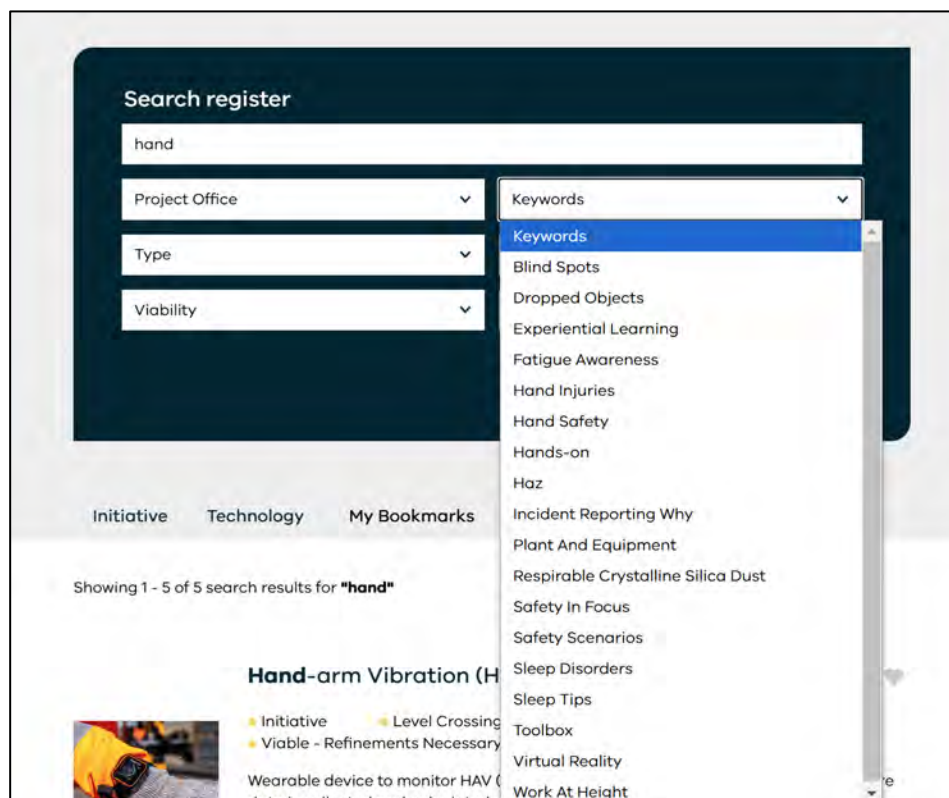 Search register
hand
Project Office
Keywords
Type
Viability
Keywords
Blind Spots
Dropped Objects
Experiential Learning
Fatigue Awareness
Hand Injuries
Hand Safety
Hands-on
Haz
Incident Reporting Why
Plant And Equipment
Respirable Crystalline Silica Dust
Safety In Focus
Safety Scenarios
Sleep Disorders
Sleep Tips
Toolbox
Virtual Reality
Work At Height
Initiative Technology My Bookmarks
Showing 1 - 5 of 5 search results for "hand"
Hand-arm Vibration (H
Initiative Level Crossing
Viable - Refinements Necessary
Wearable device to monitor HAV (